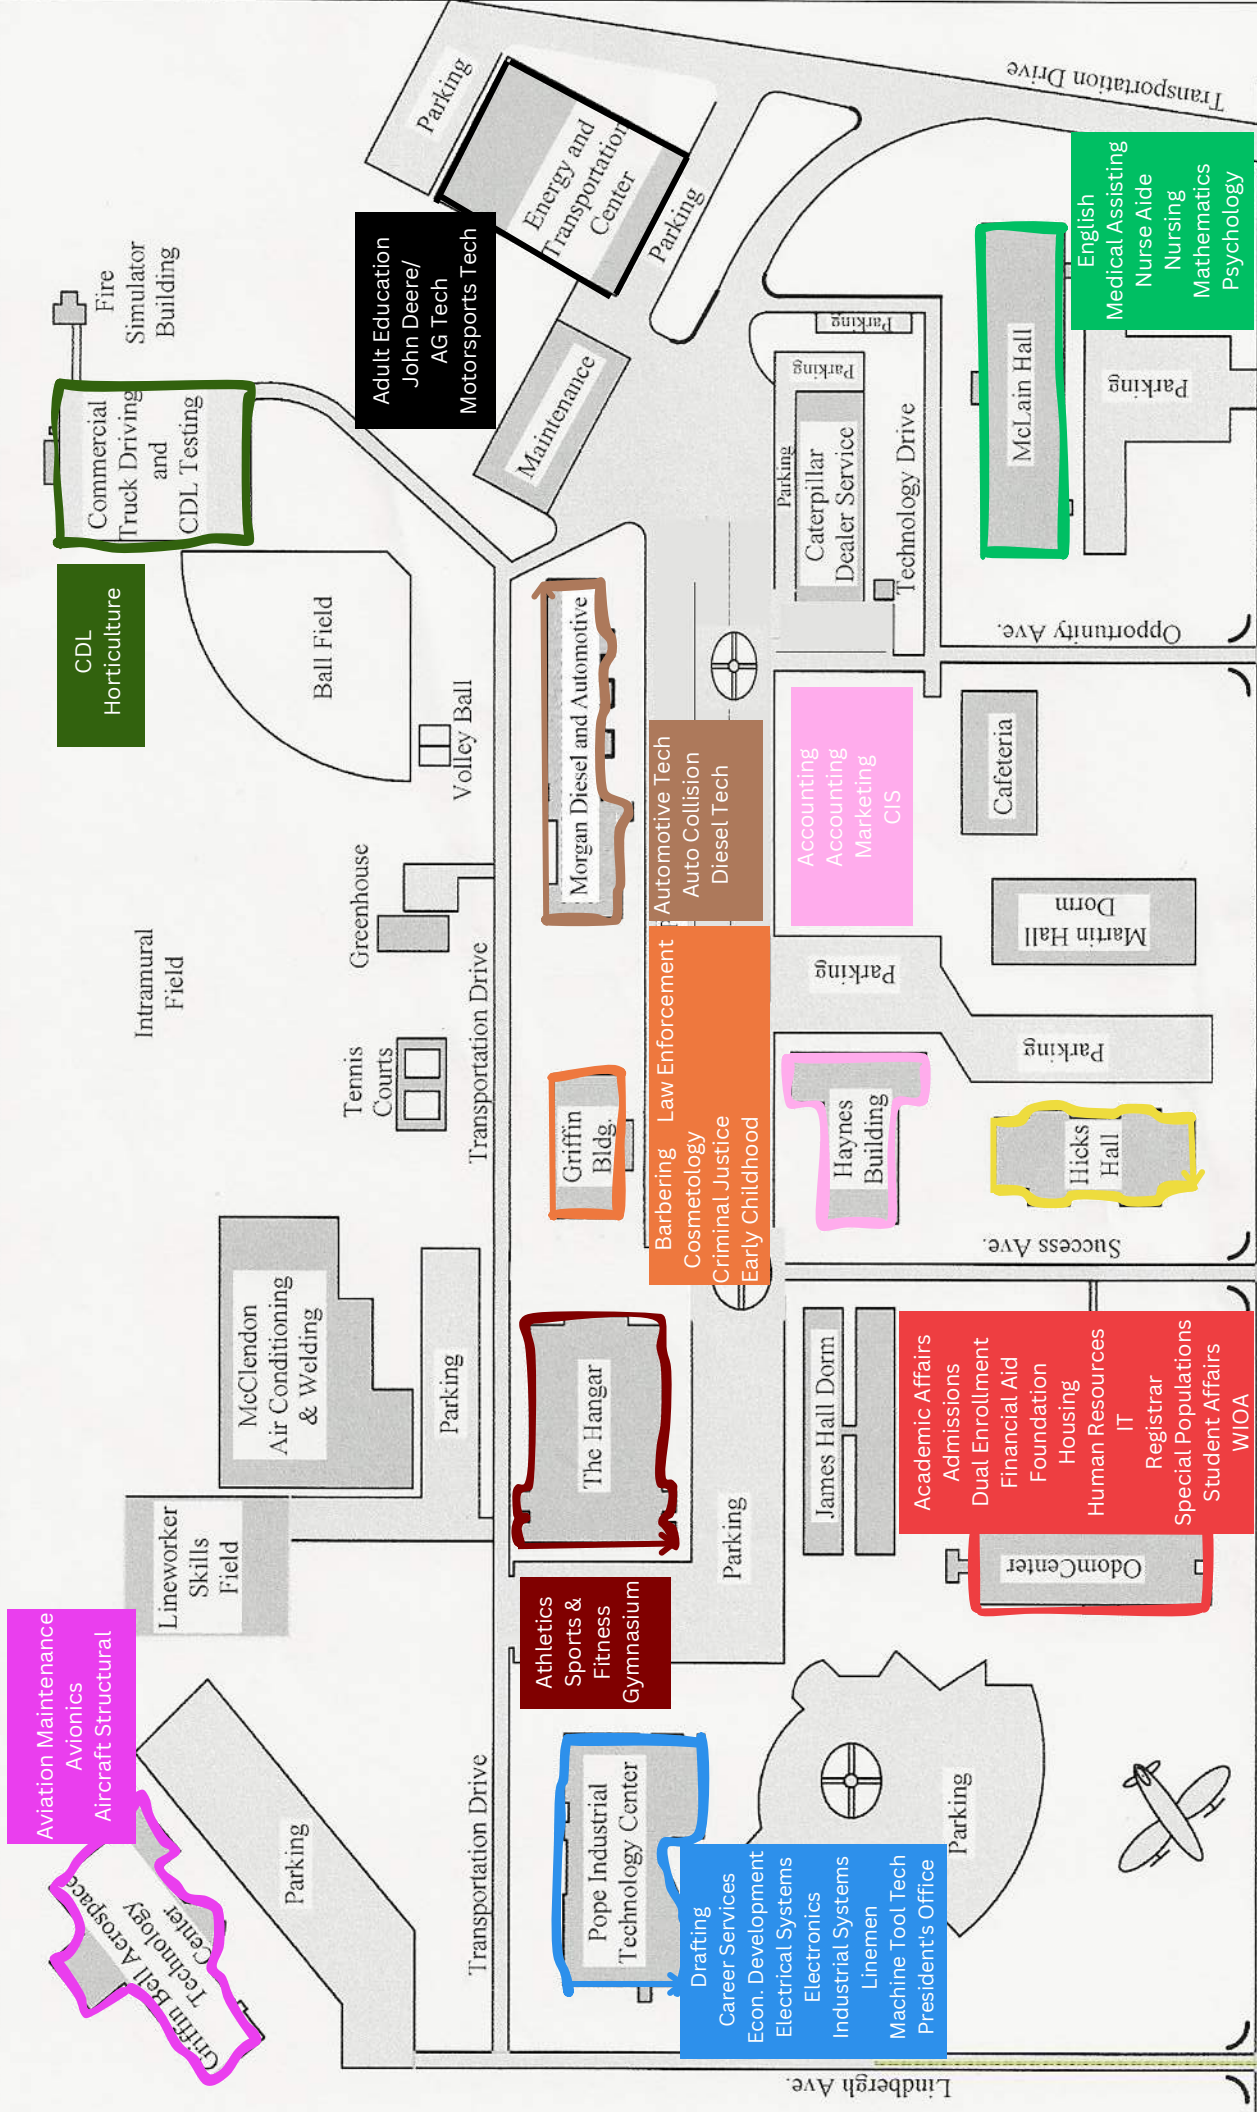 Aviation Maintenance
Avionics
Aircraft Structural
Griffin Bell Aerospace
Technology
Center
Parking
Lineworker
Skills
Field
McClendon
Air Conditioning
& Welding
Parking
Intramural
Field
Tennis
Courts
Greenhouse
Volley Ball
Ball Field
CDL
Horticulture
Commercial
Truck Driving
and
CDL Testing
Fire
Simulator
Building
Adult Education
John Deere/
AG Tech
Motorsports Tech
Parking
Energy and
Transportation
Center
Parking
Maintenance
Transportation Drive
Transportation Drive
Transportation Drive
Pope Industrial
Technology Center
Drafting
Career Services
Econ. Development
Electrical Systems
Electronics
Industrial Systems
Linemen
Machine Tool Tech
President's Office
Athletics
Sports &
Fitness
Gymnasium
The Hangar
Parking
Griffin
Bldg.
Barbering Law Enforcement
Cosmetology
Criminal Justice
Early Childhood
Morgan Diesel and Automotive
Automotive Tech
Auto Collision
Diesel Tech
Accounting
Accounting
Marketing
CIS
Parking
Caterpillar
Dealer Service
Parking
Parking
Technology Drive
Parking
James Hall Dorm
Haynes
Building
Parking
Parking
Hicks
Hall
Martin Hall
Dorm
Cafeteria
McLain Hall
Parking
English
Medical Assisting
Nurse Aide
Nursing
Mathematics
Psychology
Academic Affairs
Admissions
Dual Enrollment
Financial Aid
Foundation
Housing
Human Resources
IT
Registrar
Special Populations
Student Affairs
WIOA
OdomCenter
Lindbergh Ave.
Success Ave.
Opportunity Ave.